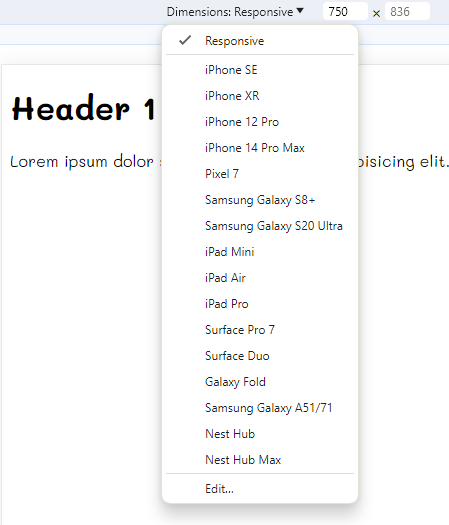 Dimensions: Responsive 750 × 836
Responsive
iPhone SE
iPhone XR
Header 1
iPhone 12 Pro
iPhone 14 Pro Max
Lorem ipsum dolor pisicing elit.
Pixel 7
Samsung Galaxy S8+
Samsung Galaxy S20 Ultra
iPad Mini
iPad Air
iPad Pro
Surface Pro 7
Surface Duo
Galaxy Fold
Samsung Galaxy A51/71
Nest Hub
Nest Hub Max
Edit...